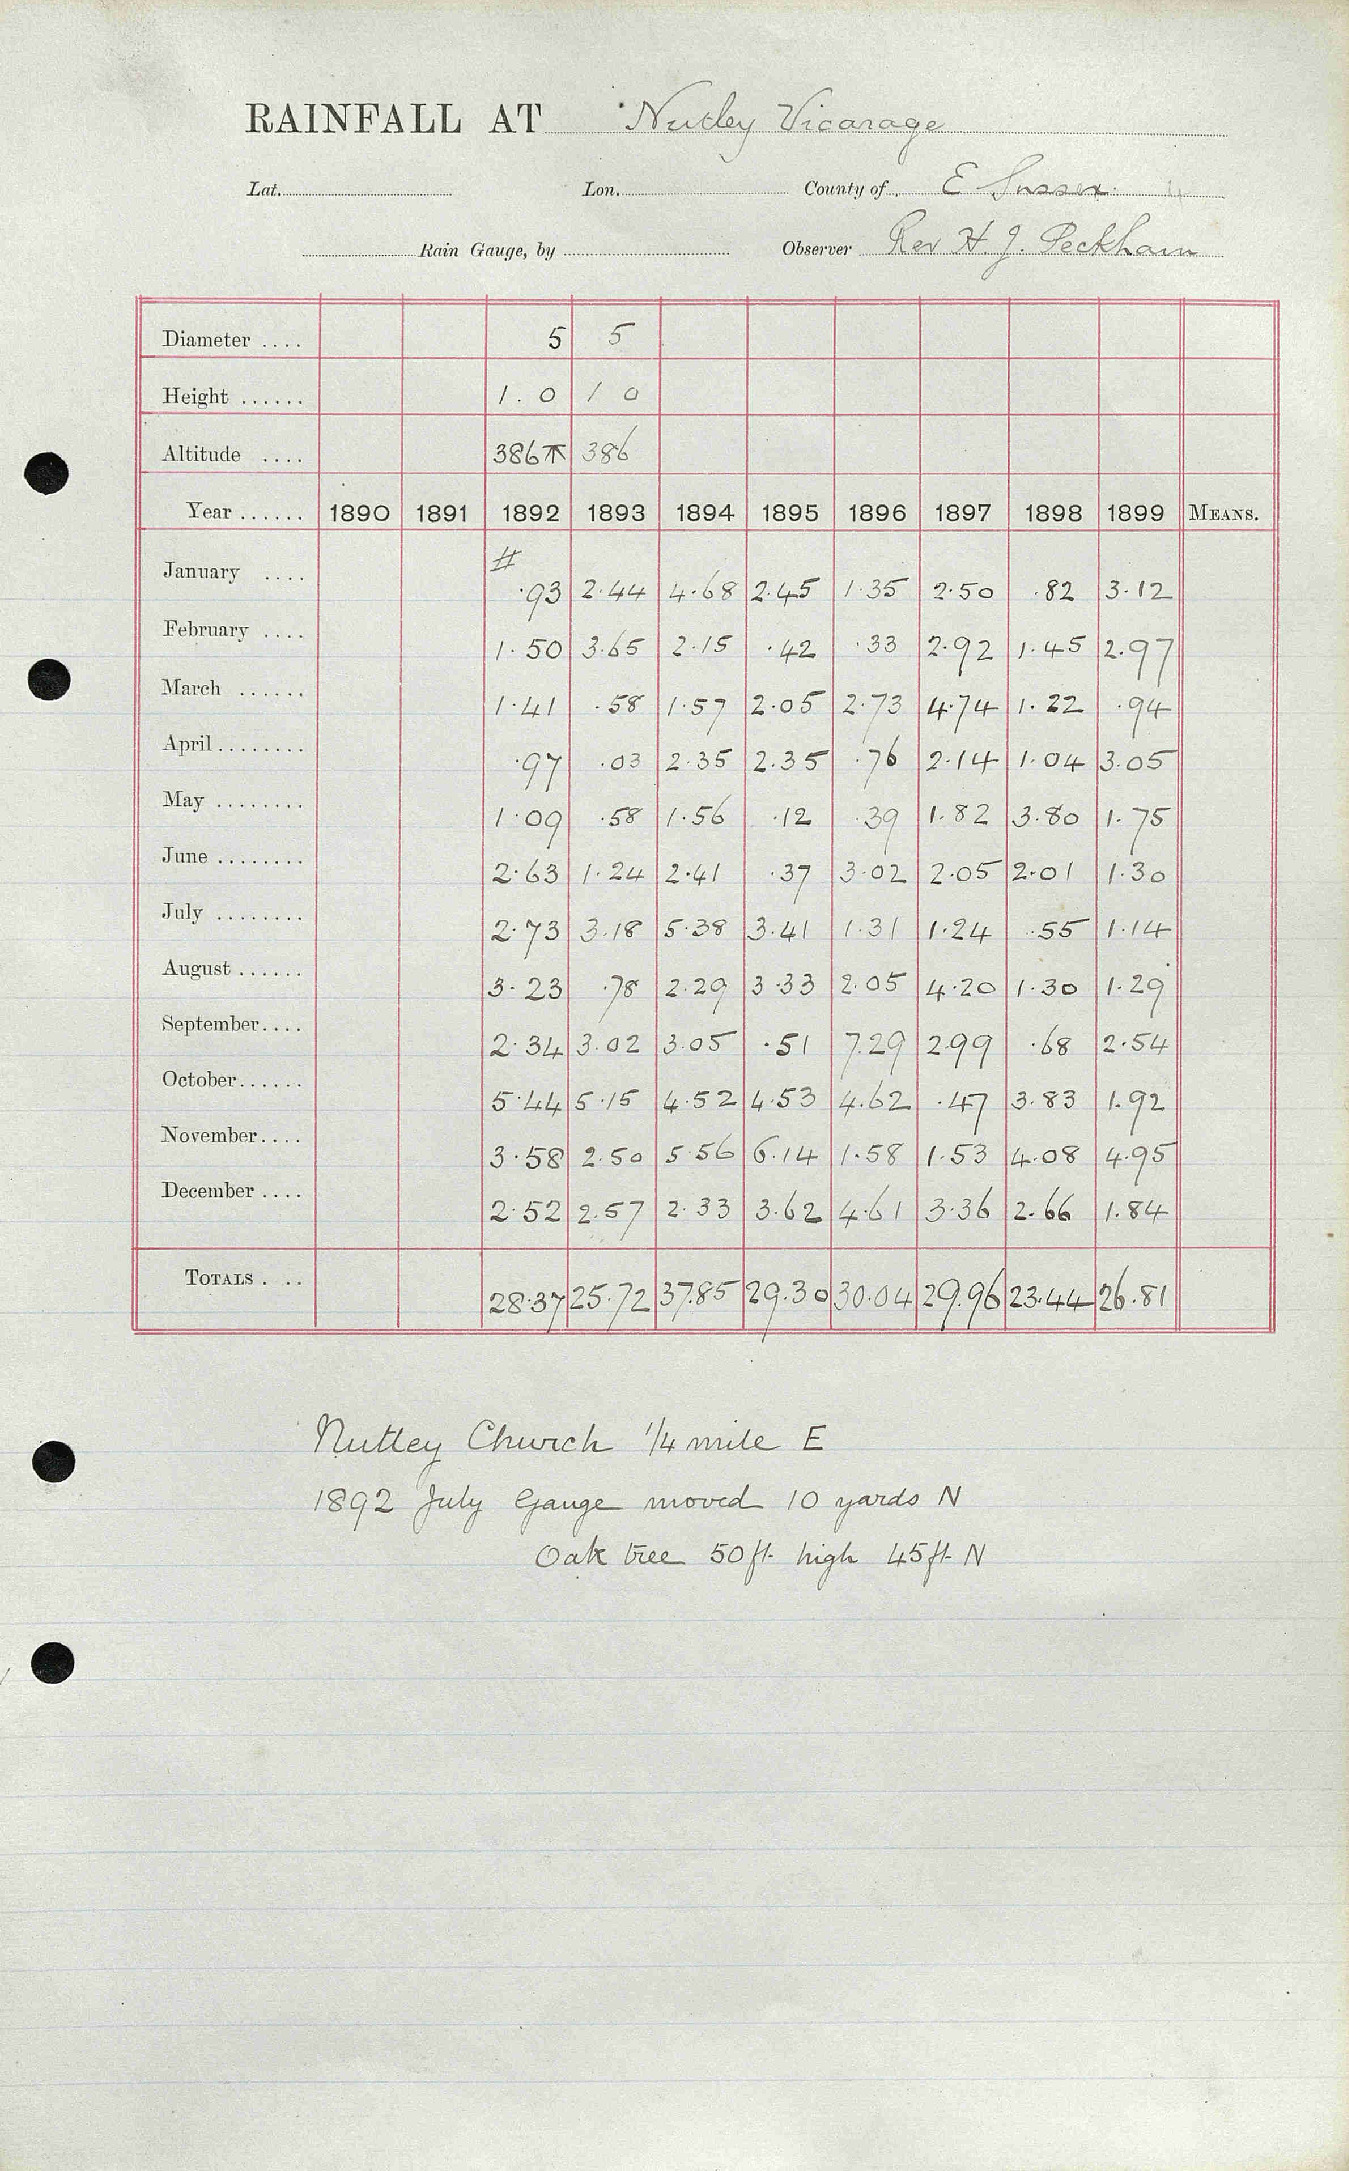 RAINFALL AT Nutley Vicarage
Lat. Lon. County of E Sussex
Rain Gauge, by Observer Rev H. J. Peckham
Diameter .... 5 5
Height ...... 1.0 1 0
Altitude .... 386 386
Year ...... 1890 1891 1892 1893 1894 1895 1896 1897 1898 1899 MEANS.
#
January .... .93 2.44 4.68 2.45 1.35 2.50 .82 3.12
February .... 1.50 3.65 2.15 .42 .33 2.92 1.45 2.97
March ...... 1.41 .58 1.57 2.05 2.73 4.74 1.22 .94
April ........ .97 .03 2.35 2.35 .76 2.14 1.04 3.05
May ........ 1.09 .58 1.56 .12 .39 1.82 3.80 1.75
June ........ 2.63 1.24 2.41 .37 3.02 2.05 2.01 1.30
July ........ 2.73 3.18 5.38 3.41 1.31 1.24 .55 1.14
August ...... 3.23 .78 2.29 3.33 2.05 4.20 1.30 1.29
September.... 2.34 3.02 3.05 .51 7.29 2.99 .68 2.54
October...... 5.44 5.15 4.52 4.53 4.62 .47 3.83 1.92
November.... 3.58 2.50 5.56 6.14 1.58 1.53 4.08 4.95
December .... 2.52 2.57 2.33 3.62 4.61 3.36 2.66 1.84
TOTALS . .. 28.37 25.72 37.85 29.30 30.04 29.96 23.44 26.81
Nutley Church 1/4 mile E
1892 July Gauge moved 10 yards N
Oak tree 50ft high 45ft N